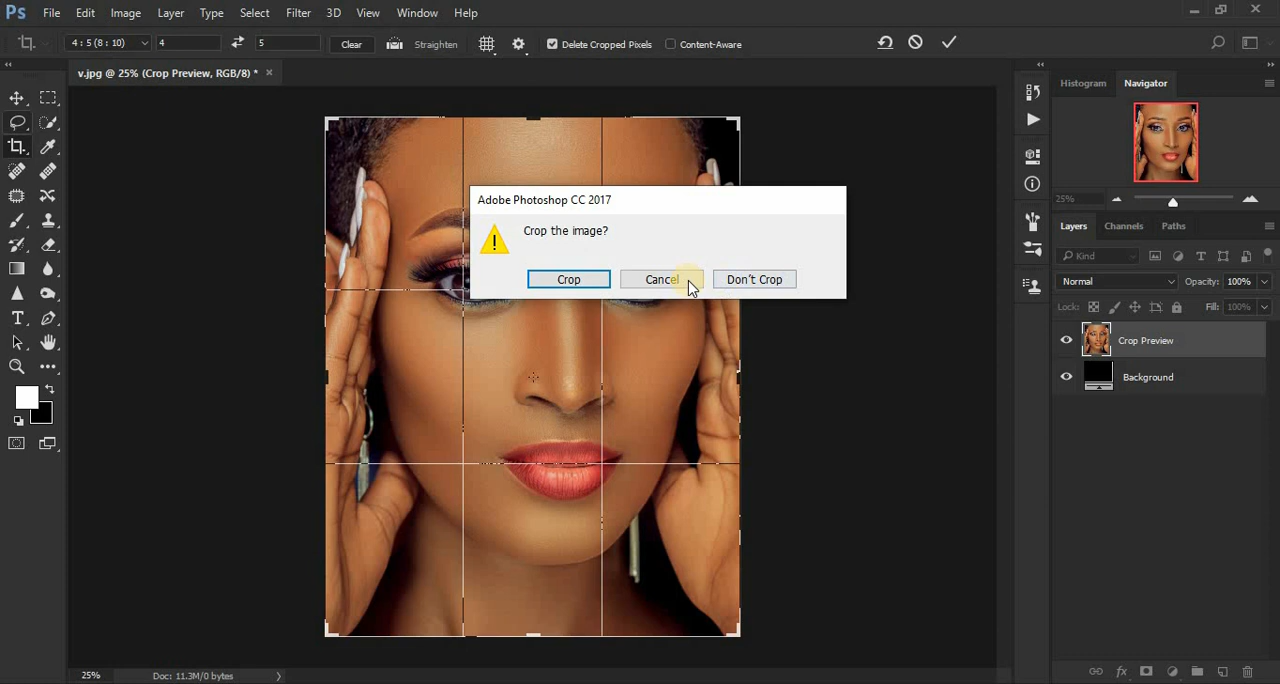 Ps File Edit Image Layer Type Select Filter 3D View Window Help
4 : 5 (8 : 10) 4 5 Clear Straighten Delete Cropped Pixels Content-Aware
v.jpg @ 25% (Crop Preview, RGB/8) * ×
Histogram Navigator
Adobe Photoshop CC 2017
Crop the image?
Crop Cancel Don't Crop
25%
Layers Channels Paths
Kind
Normal Opacity: 100%
Lock: Fill: 100%
Crop Preview
Background
25% Doc: 11.3M/0 bytes